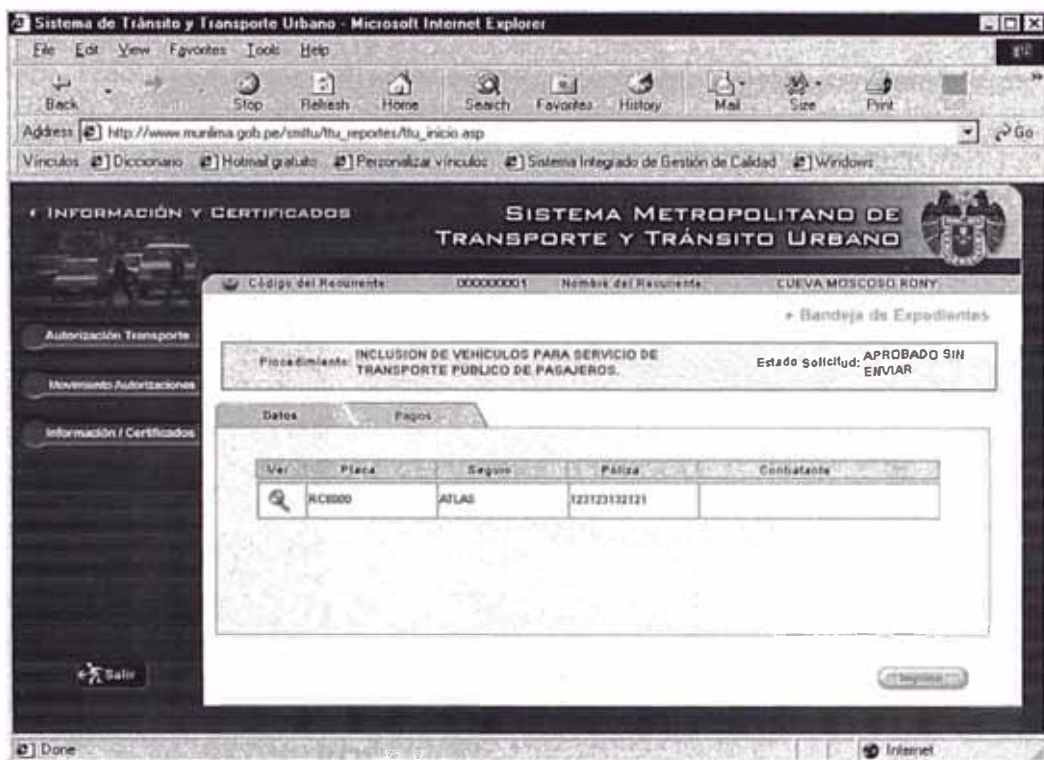 Sistema de Trânsito y Transporte Urbano - Microsoft Internet Explorer
File Edit View Favorites Tools Help
Back Stop Refresh Home Search Favorites History Mail Size Print Edit
Address http://www.munlima.gob.pe/smttu/ttu_reportes/ttu_inicio.asp Go
Vínculos Diccionario Hotmail gratuito Personalizar vínculos Sistema Integrado de Gestión de Calidad Windows
INFORMACIÓN Y CERTIFICADOS
SISTEMA METROPOLITANO DE
TRANSPORTE Y TRÁNSITO URBANO
Código del Recurrente: 000000001 Nombre del Recurrente: CUEVA MOSCOSO RONY
Bandeja de Expedientes
Autorización Transporte
Movimiento Autorizaciones
Información / Certificados
Procedimiento: INCLUSION DE VEHICULOS PARA SERVICIO DE
TRANSPORTE PUBLICO DE PASAJEROS.
Estado Solicitud: APROBADO SIN
ENVIAR
Datos Pagos
Ver Placa Seguro Póliza Contratante
RCE000 ATLAS 123123132121
Salir
Imprimir
Done Internet